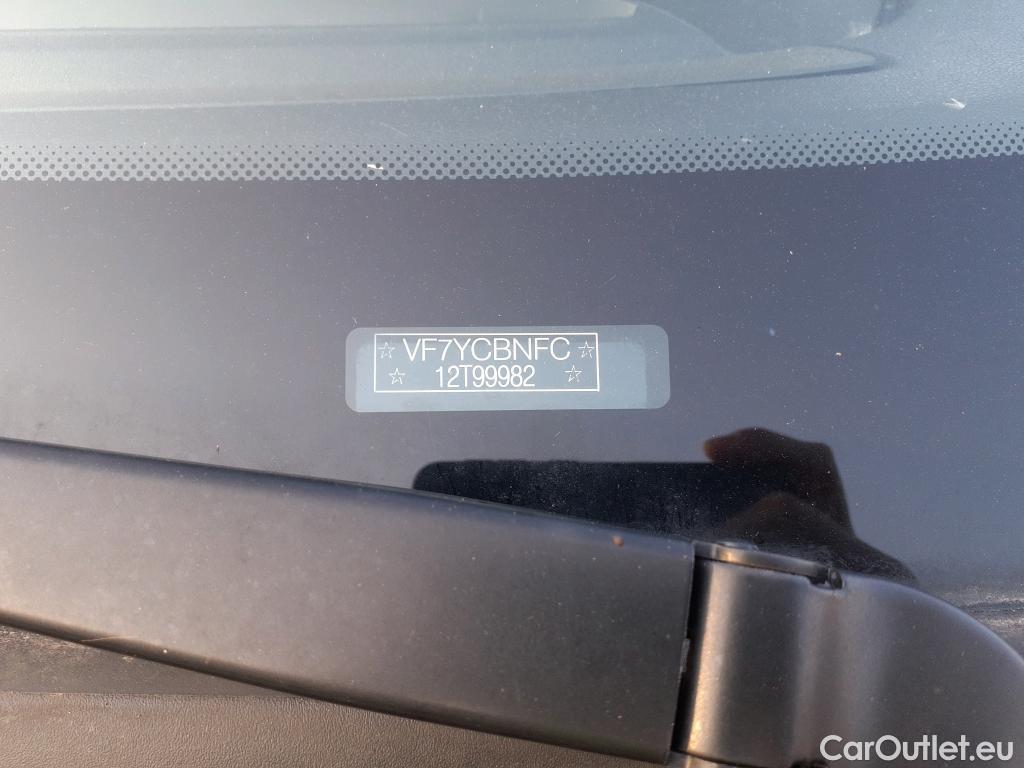 ☆ VF7YCBNFC ☆
☆ 12T99982 ☆
CarOutlet.eu